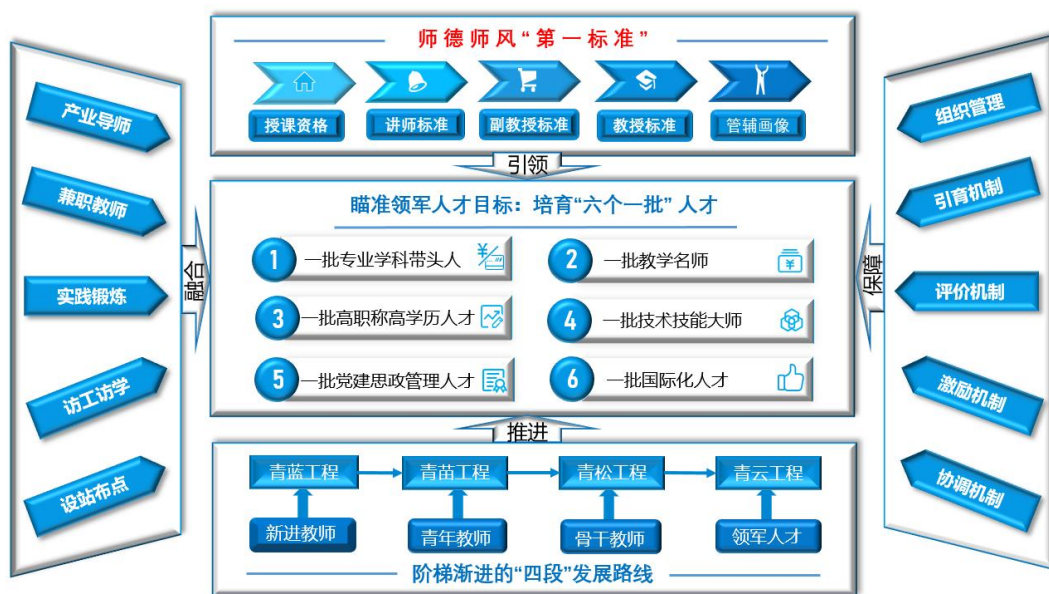 师德师风“第一标准”
授课资格
讲师标准
副教授标准
教授标准
管辅画像
引领
产业导师
兼职教师
实践锻炼
访工访学
设站布点
融合
瞄准领军人才目标：培育“六个一批”人才
1 一批专业学科带头人
2 一批教学名师
3 一批高职称高学历人才
4 一批技术技能大师
5 一批党建思政管理人才
6 一批国际化人才
保障
组织管理
引育机制
评价机制
激励机制
协调机制
推进
青蓝工程
青苗工程
青松工程
青云工程
新进教师
青年教师
骨干教师
领军人才
阶梯渐进的“四段”发展路线